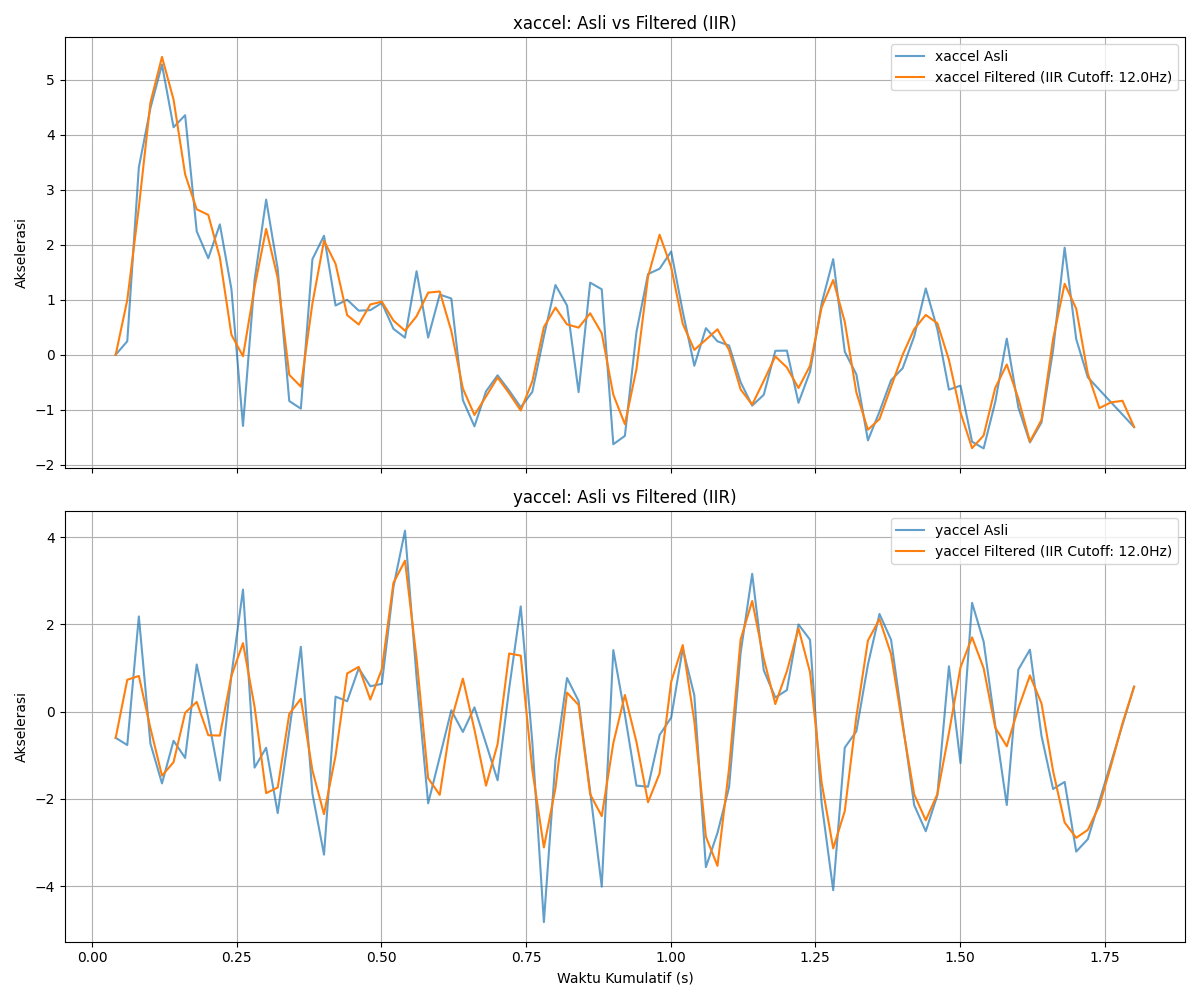 xaccel: Asli vs Filtered (IIR)
xaccel Asli
xaccel Filtered (IIR Cutoff: 12.0Hz)
Akselerasi
5
4
3
2
1
0
−1
−2
yaccel: Asli vs Filtered (IIR)
yaccel Asli
yaccel Filtered (IIR Cutoff: 12.0Hz)
Akselerasi
4
2
0
−2
−4
0.00 0.25 0.50 0.75 1.00 1.25 1.50 1.75
Waktu Kumulatif (s)